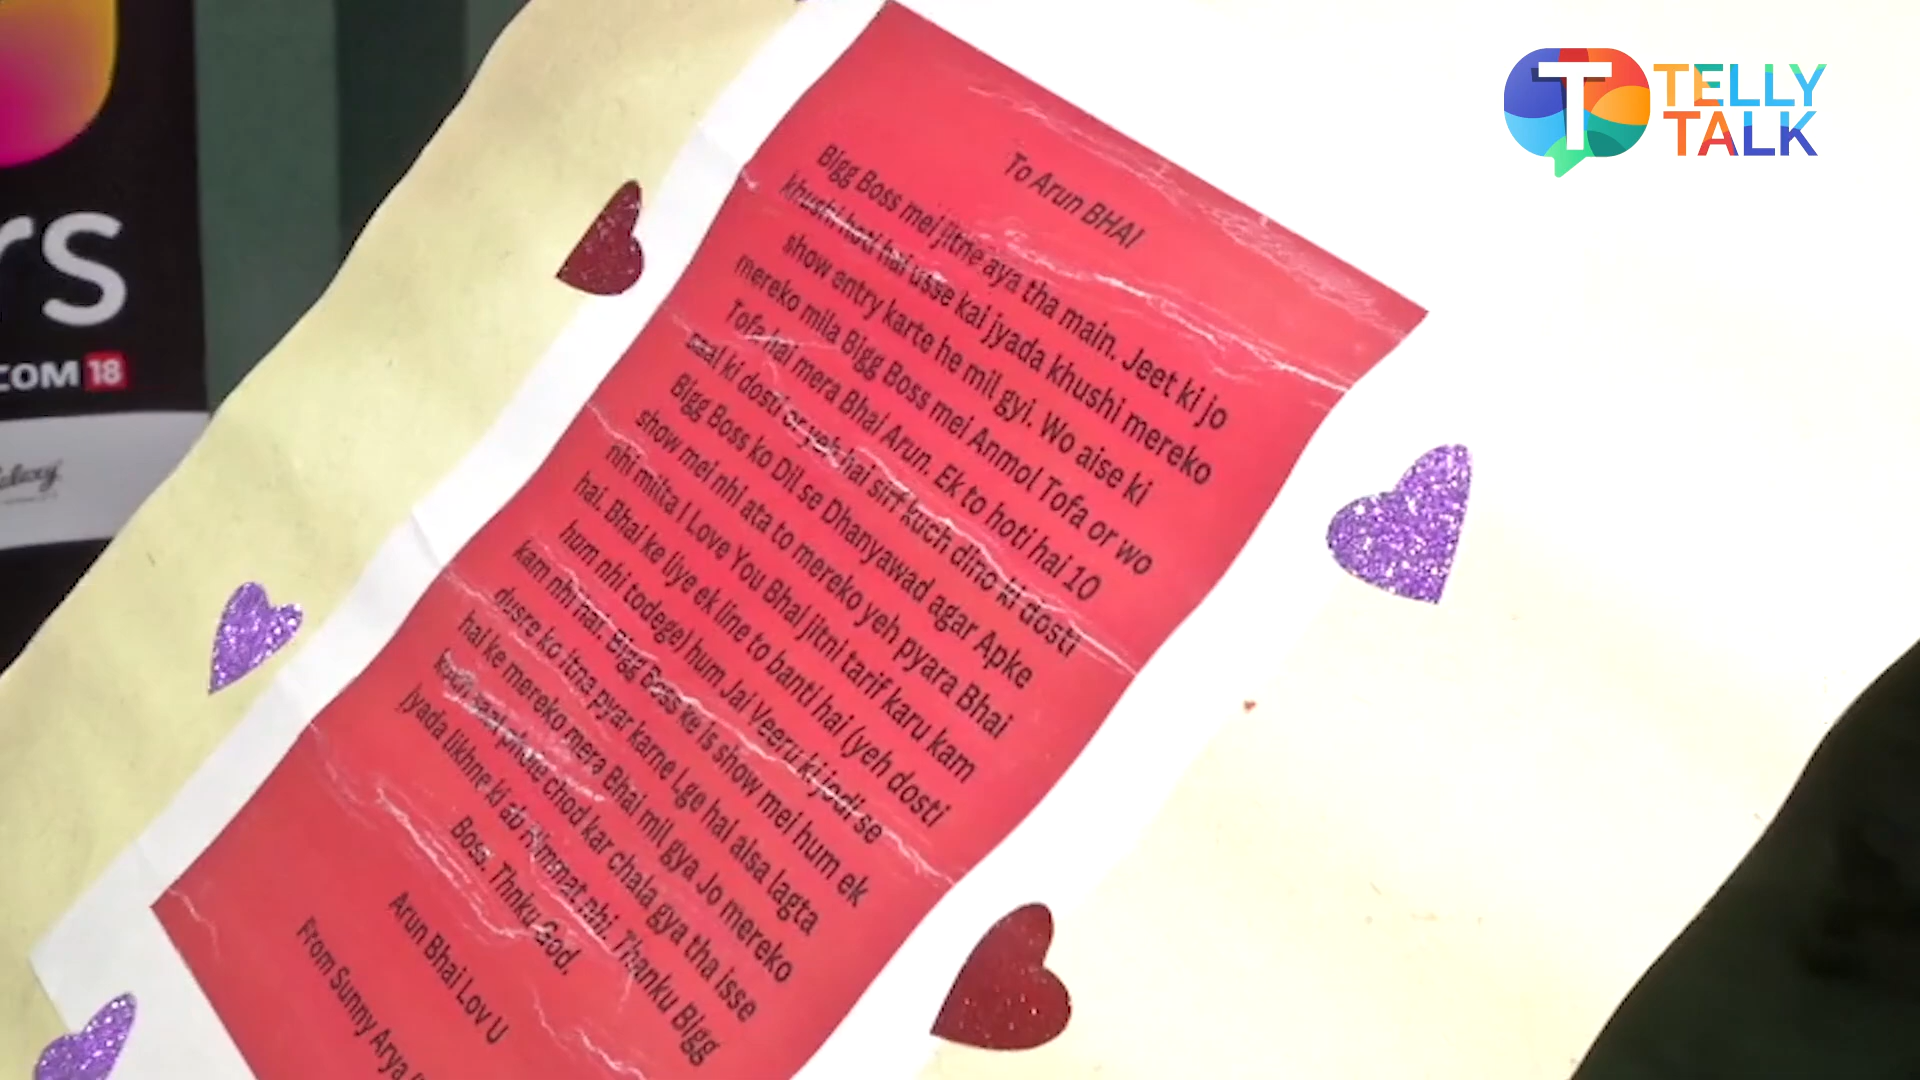 TELLY
TALK
rs
COM 18
To Arun BHAI
Bigg Boss mei jitne aya tha main. Jeet ki jo
khushi hoti hai usse kai jyada khushi mereko
show entry karte he mil gyi. Wo aise ki
mereko mila Bigg Boss mei Anmol Tofa or wo
Tofa hai mera Bhai Arun. Ek to hoti hai 10
saal ki dosti or yeh hai sirf kuch dino ki dosti
Bigg Boss ko Dil se Dhanyawad agar Apke
show mei nhi ata to mereko yeh pyara Bhai
nhi milta I Love You Bhai jitni tarif karu kam
hai. Bhai ke liye ek line to banti hai (yeh dosti
hum nhi todege) hum Jai Veeru ki jodi se
kam nhi hai. Bigg Boss ke is show mei hum ek
dusre ko itna pyar karne Lge hai aisa lagta
hai ke mereko mera Bhai mil gya Jo mereko
kuch saal phele chod kar chala gya tha isse
jyada likhne ki ab himmat nhi. Thanku Bigg
Boss. Thnku God.
Arun Bhai Lov U
From Sunny Arya